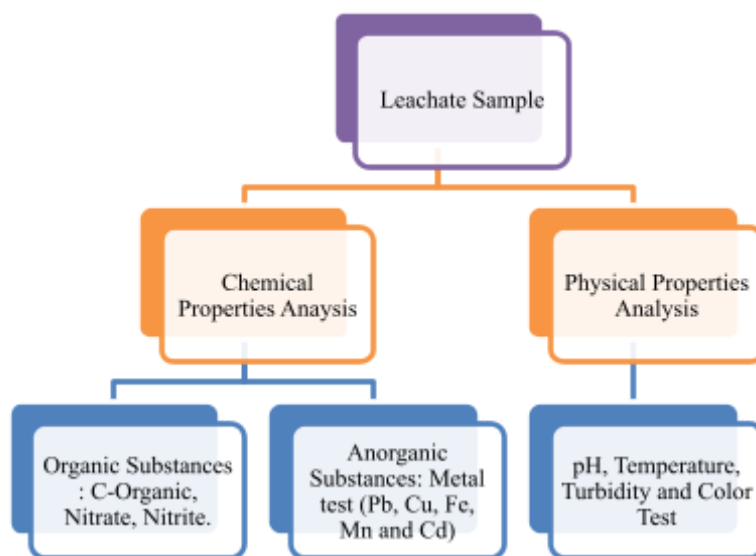 Leachate Sample
Chemical
Properties Anaysis
Physical Properties
Analysis
Organic Substances
: C-Organic,
Nitrate, Nitrite.
Anorganic
Substances: Metal
test (Pb, Cu, Fe,
Mn and Cd)
pH, Temperature,
Turbidity and Color
Test